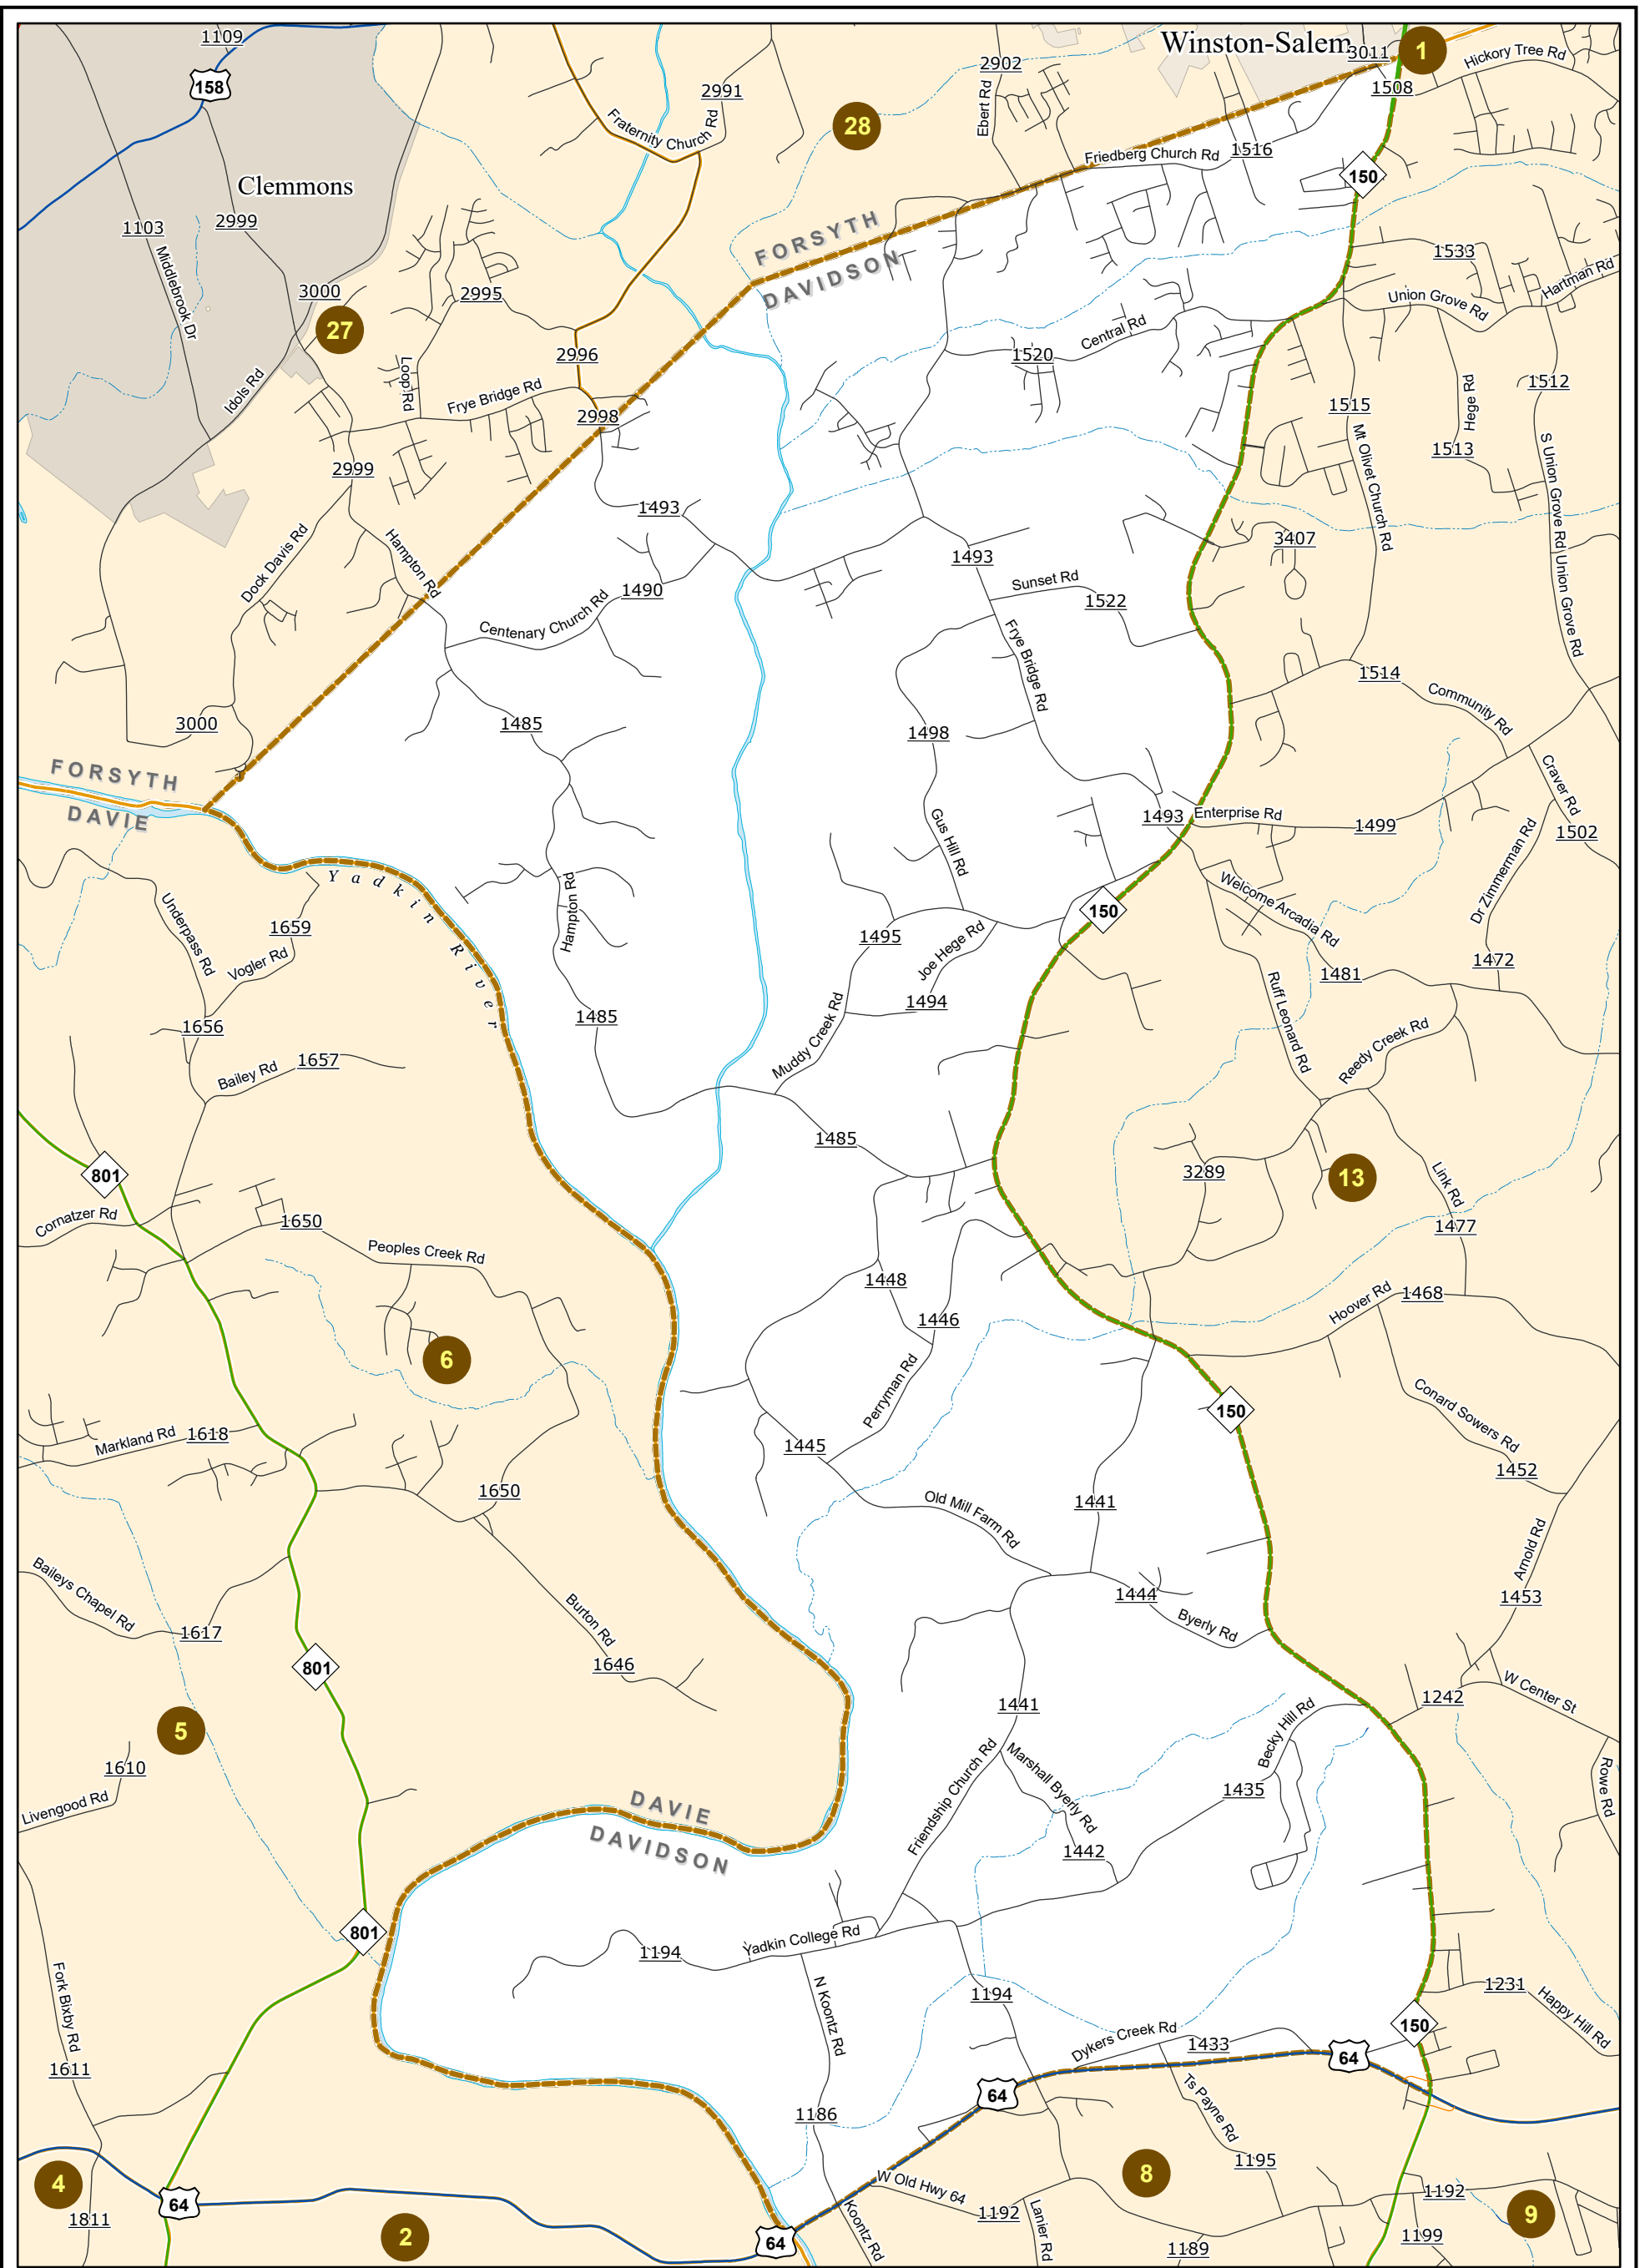 1109
Winston-Salem
3011
1
Hickory Tree Rd
158
2902
2991
1508
Ebert Rd
Fraternity Church Rd
28
Friedberg Church Rd
1516
150
Clemmons
1103
2999
Middlebrook Dr
FORSYTH
DAVIDSON
1533
Hartman Rd
3000
2995
Union Grove Rd
27
2996
Central Rd
1520
Loop Rd
Idols Rd
Frye Bridge Rd
Hege Rd
1512
2998
1515
1513
Mt Olivet Church Rd
S Union Grove Rd
2999
1493
3407
Dock Davis Rd
Hampton Rd
1493
Sunset Rd
1522
1490
Centenary Church Rd
Union Grove Rd
Frye Bridge Rd
1514
Community Rd
3000
1485
1498
FORSYTH
DAVIE
Craver Rd
Gus Hill Rd
1493
Enterprise Rd
1499
1502
Dr Zimmerman Rd
Yadkin River
Hampton Rd
Welcome Arcadia Rd
150
Underpass Rd
1659
Vogler Rd
1495
Joe Hege Rd
1472
1481
1494
Ruff Leonard Rd
1656
1485
Muddy Creek Rd
Reedy Creek Rd
1657
Bailey Rd
1485
801
3289
13
Link Rd
Cornatzer Rd
1650
1477
Peoples Creek Rd
1448
1468
Hoover Rd
1446
6
Perryman Rd
Conard Sowers Rd
150
Markland Rd
1618
1445
1452
1650
Old Mill Farm Rd
1441
Arnold Rd
Baileys Chapel Rd
1444
1453
Burton Rd
Byerly Rd
1617
1646
801
W Center St
1242
1441
5
Becky Hill Rd
Marshall Byerly Rd
1610
Rowe Rd
1435
Livengood Rd
DAVIE
DAVIDSON
Friendship Church Rd
1442
801
Yadkin College Rd
1194
Fork Bixby Rd
N Koontz Rd
1194
1231
Happy Hill Rd
150
Dykers Creek Rd
1433
64
1611
64
1186
Ts Payne Rd
1195
4
8
W Old Hwy 64
1192
64
1192
9
1811
2
Koontz Rd
Lanier Rd
1199
64
1189